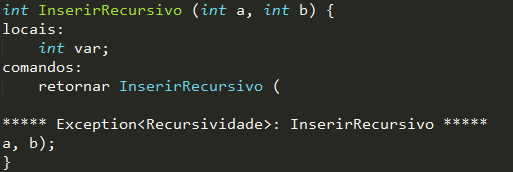 int InserirRecursivo (int a, int b) {
locais:
int var;
comandos:
retornar InserirRecursivo (
***** Exception<Recursividade>: InserirRecursivo *****
a, b);
}